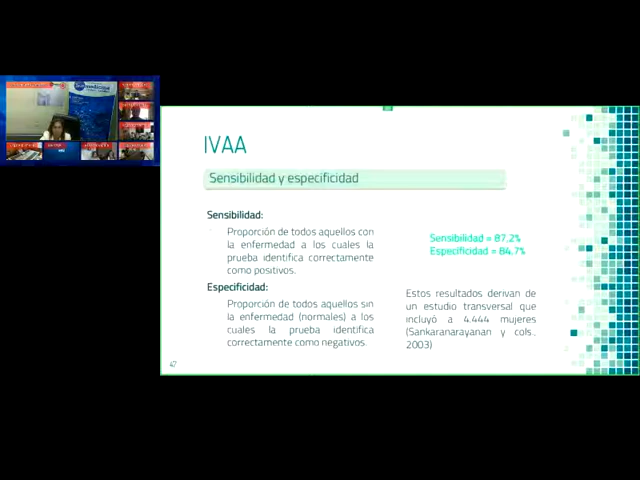 IVAA
Sensibilidad y especificidad
Sensibilidad:
Proporción de todos aquellos con
la enfermedad a los cuales la
prueba identifica correctamente
como positivos.
Especificidad:
Proporción de todos aquellos sin
la enfermedad (normales) a los
cuales la prueba identifica
correctamente como negativos.
Sensibilidad = 87,2%
Especificidad = 84,7%
Estos resultados derivan de
un estudio transversal que
incluyó a 4.444 mujeres
(Sankaranarayanan y cols.,
2003)
47